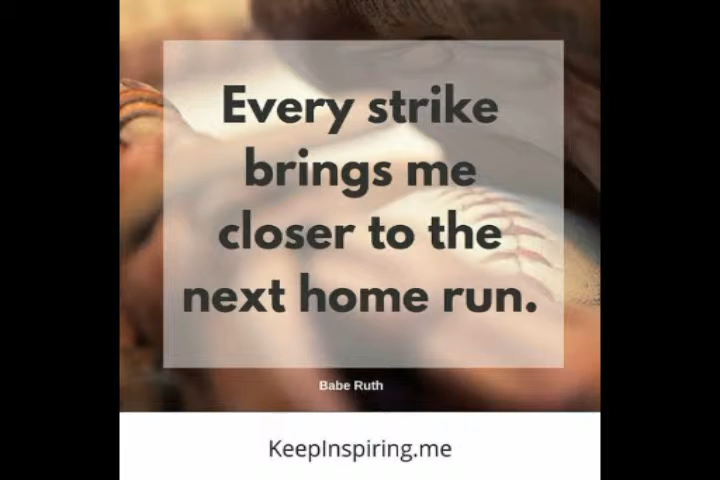 Every strike
brings me
closer to the
next home run.
Babe Ruth
KeepInspiring.me